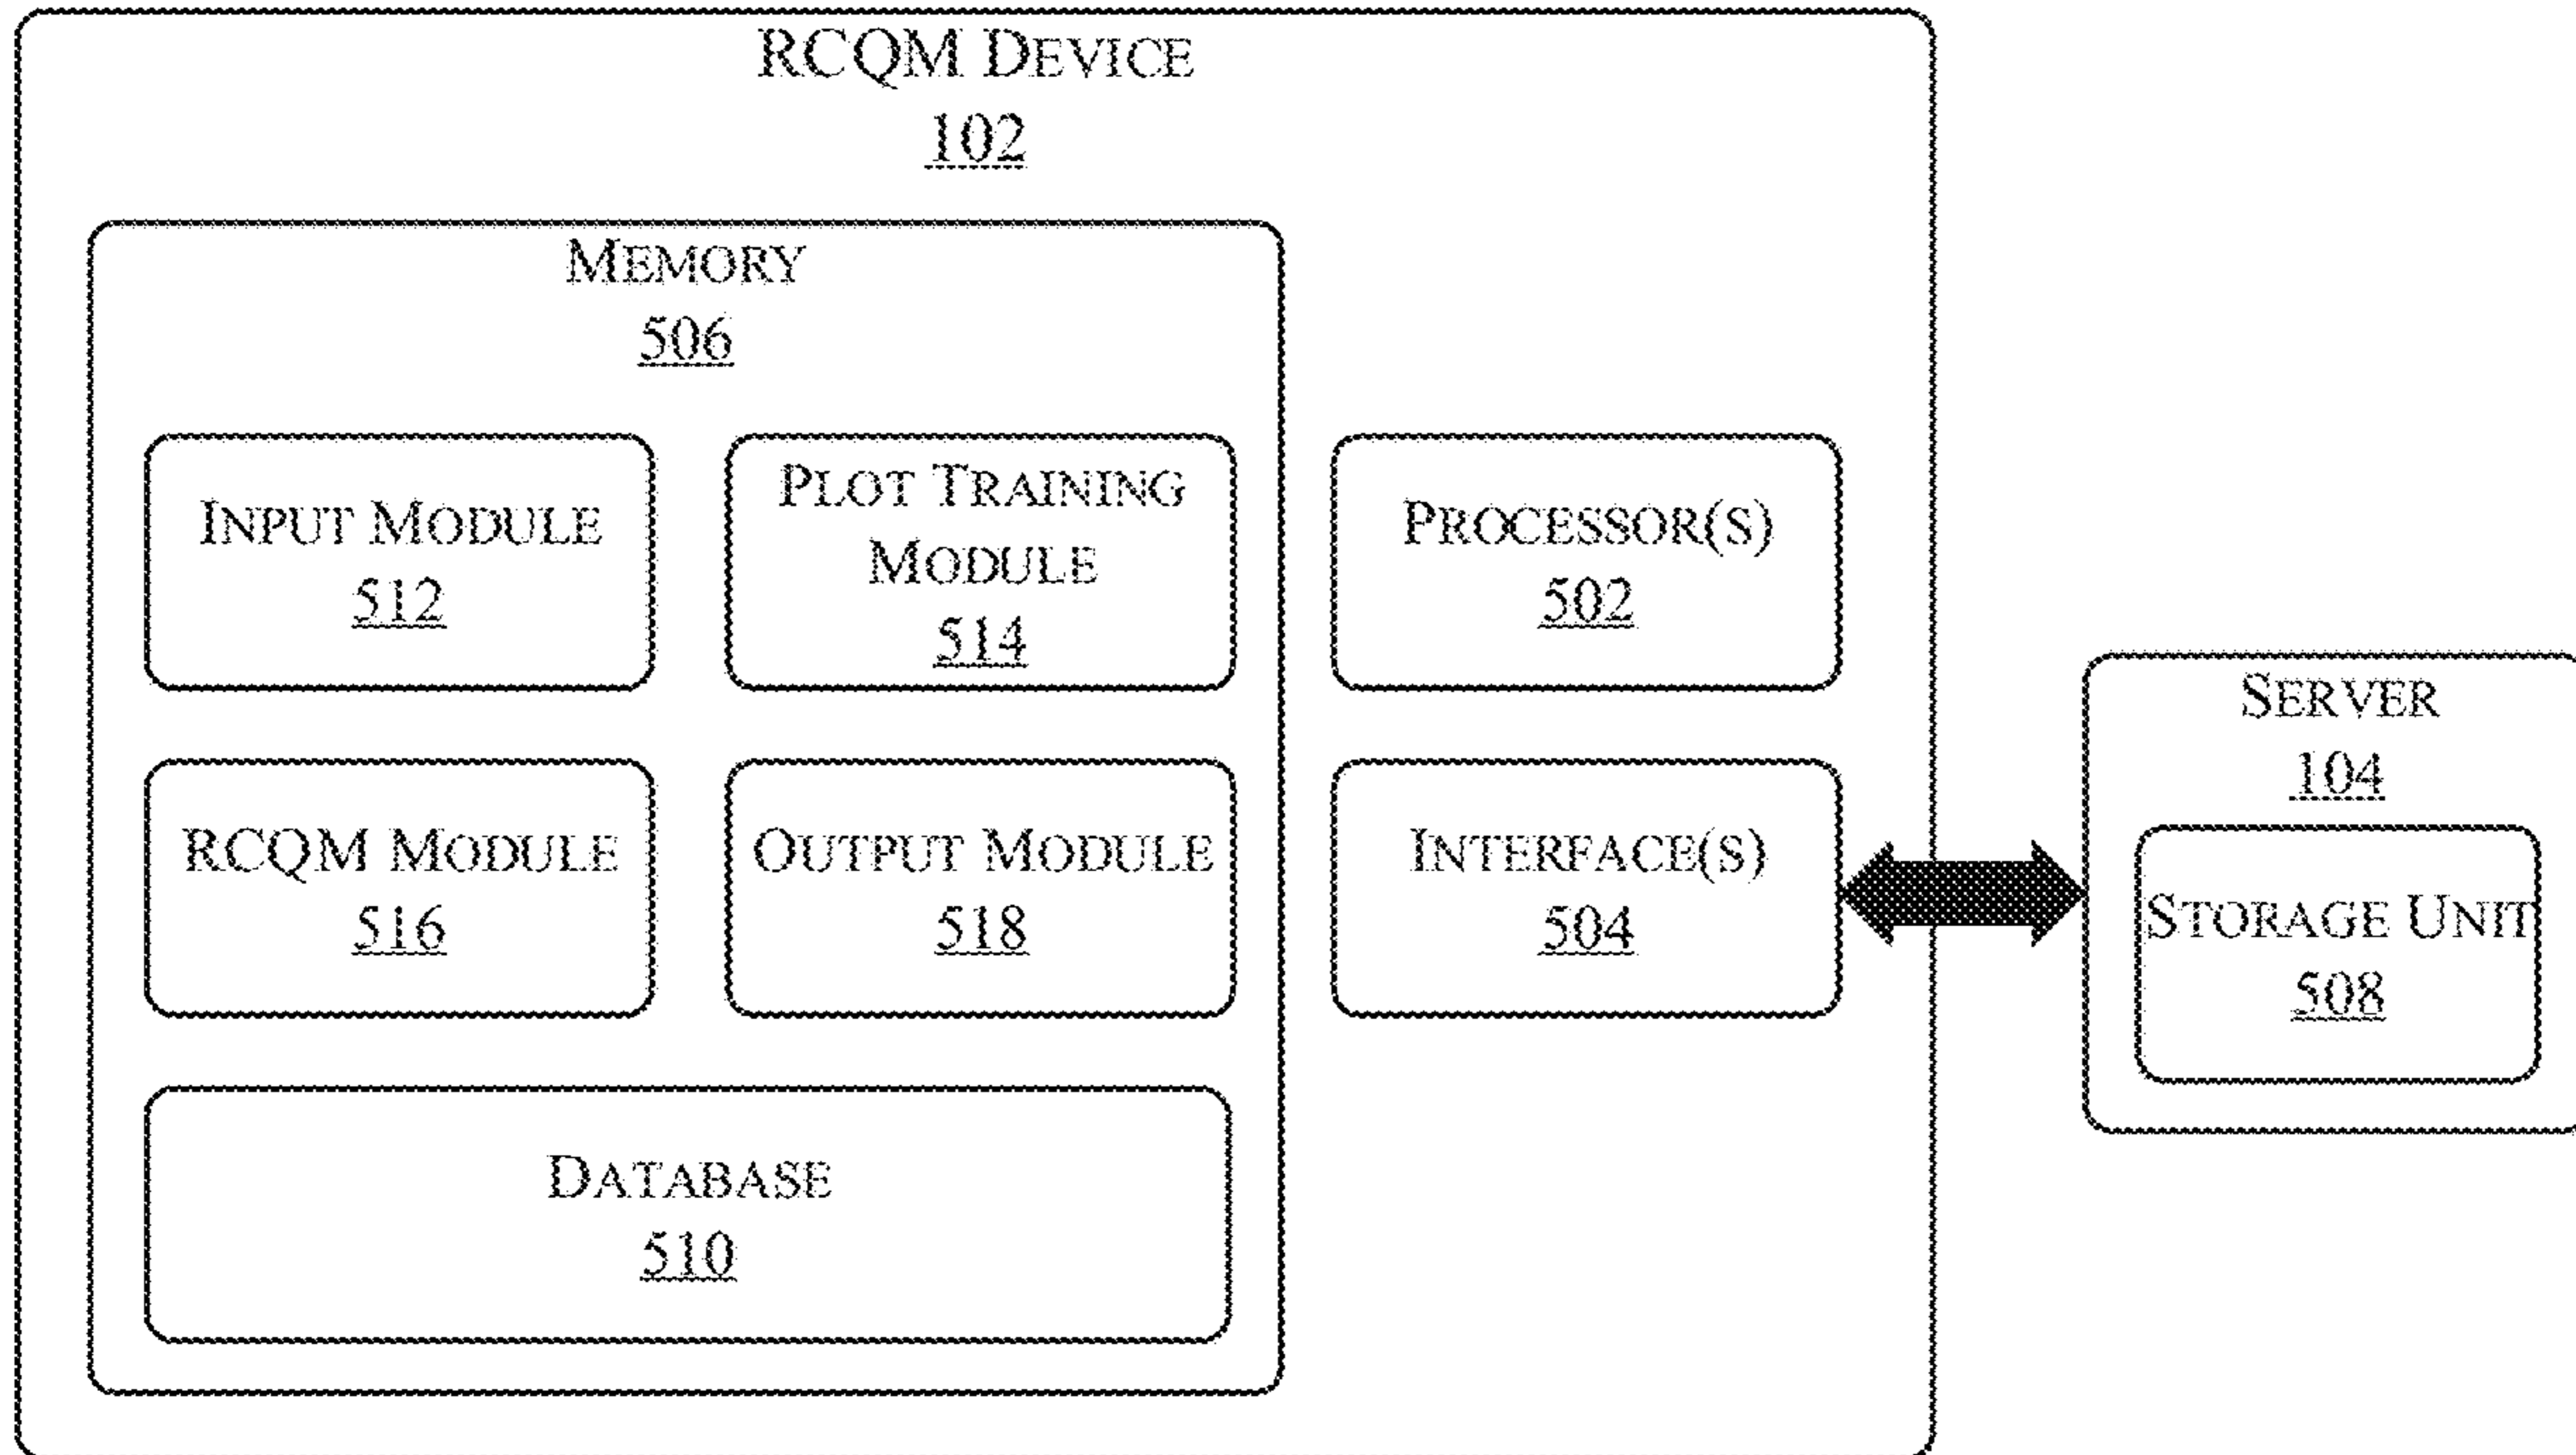 RCQM DEVICE
102
MEMORY
506
INPUT MODULE
512
PLOT TRAINING
MODULE
514
PROCESSOR(S)
502
RCQM MODULE
516
OUTPUT MODULE
518
INTERFACE(S)
504
SERVER
104
STORAGE UNIT
508
DATABASE
510